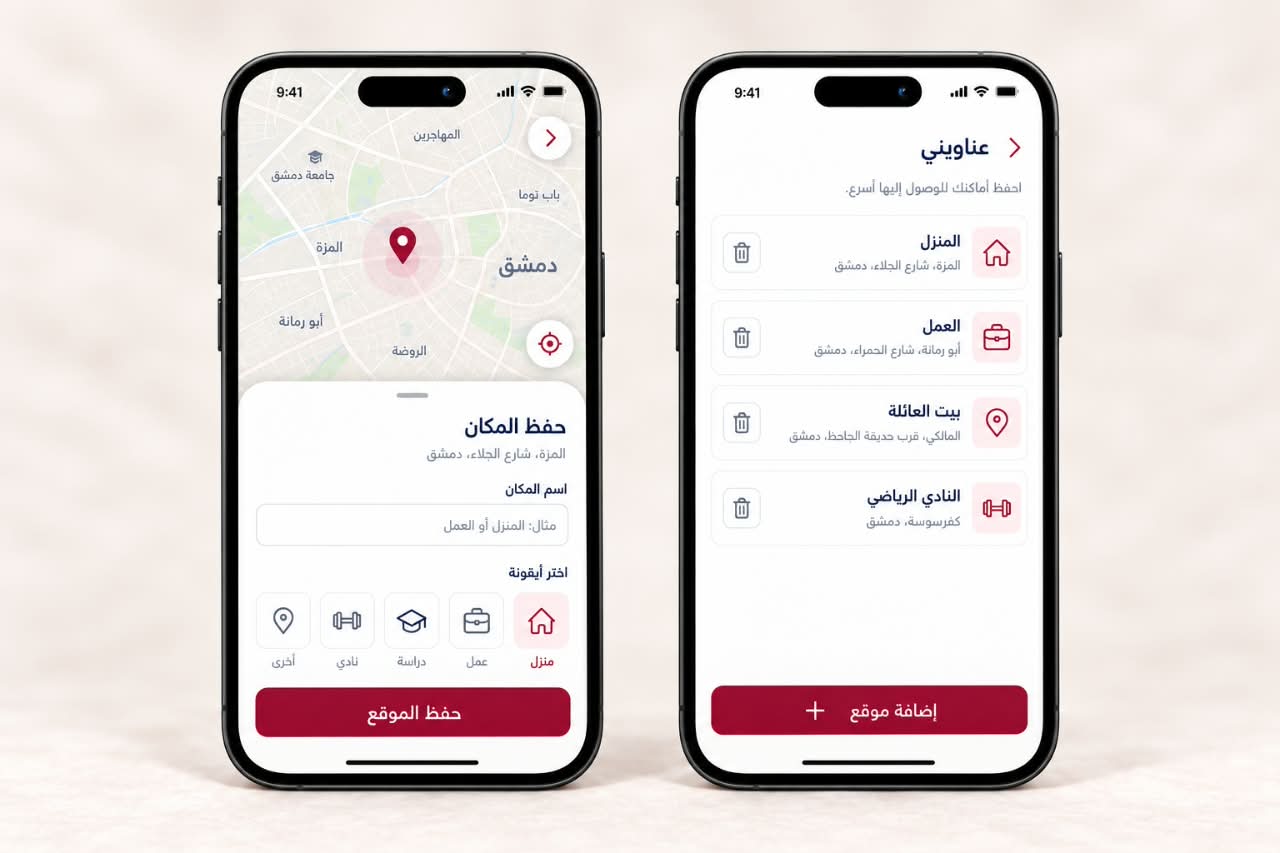 9:41
المهاجرين
جامعة دمشق
باب توما
المزة
دمشق
أبو رمانة
الروضة
حفظ المكان
المزة، شارع الجلاء، دمشق
اسم المكان
مثال: المنزل أو العمل
اختر أيقونة
منزل
عمل
دراسة
نادي
أخرى
حفظ الموقع
9:41
عناويني
احفظ أماكنك للوصول إليها أسرع.
المنزل
المزة، شارع الجلاء، دمشق
العمل
أبو رمانة، شارع الحمراء، دمشق
بيت العائلة
المالكي، قرب حديقة الجاحظ، دمشق
النادي الرياضي
كفرسوسة، دمشق
إضافة موقع +